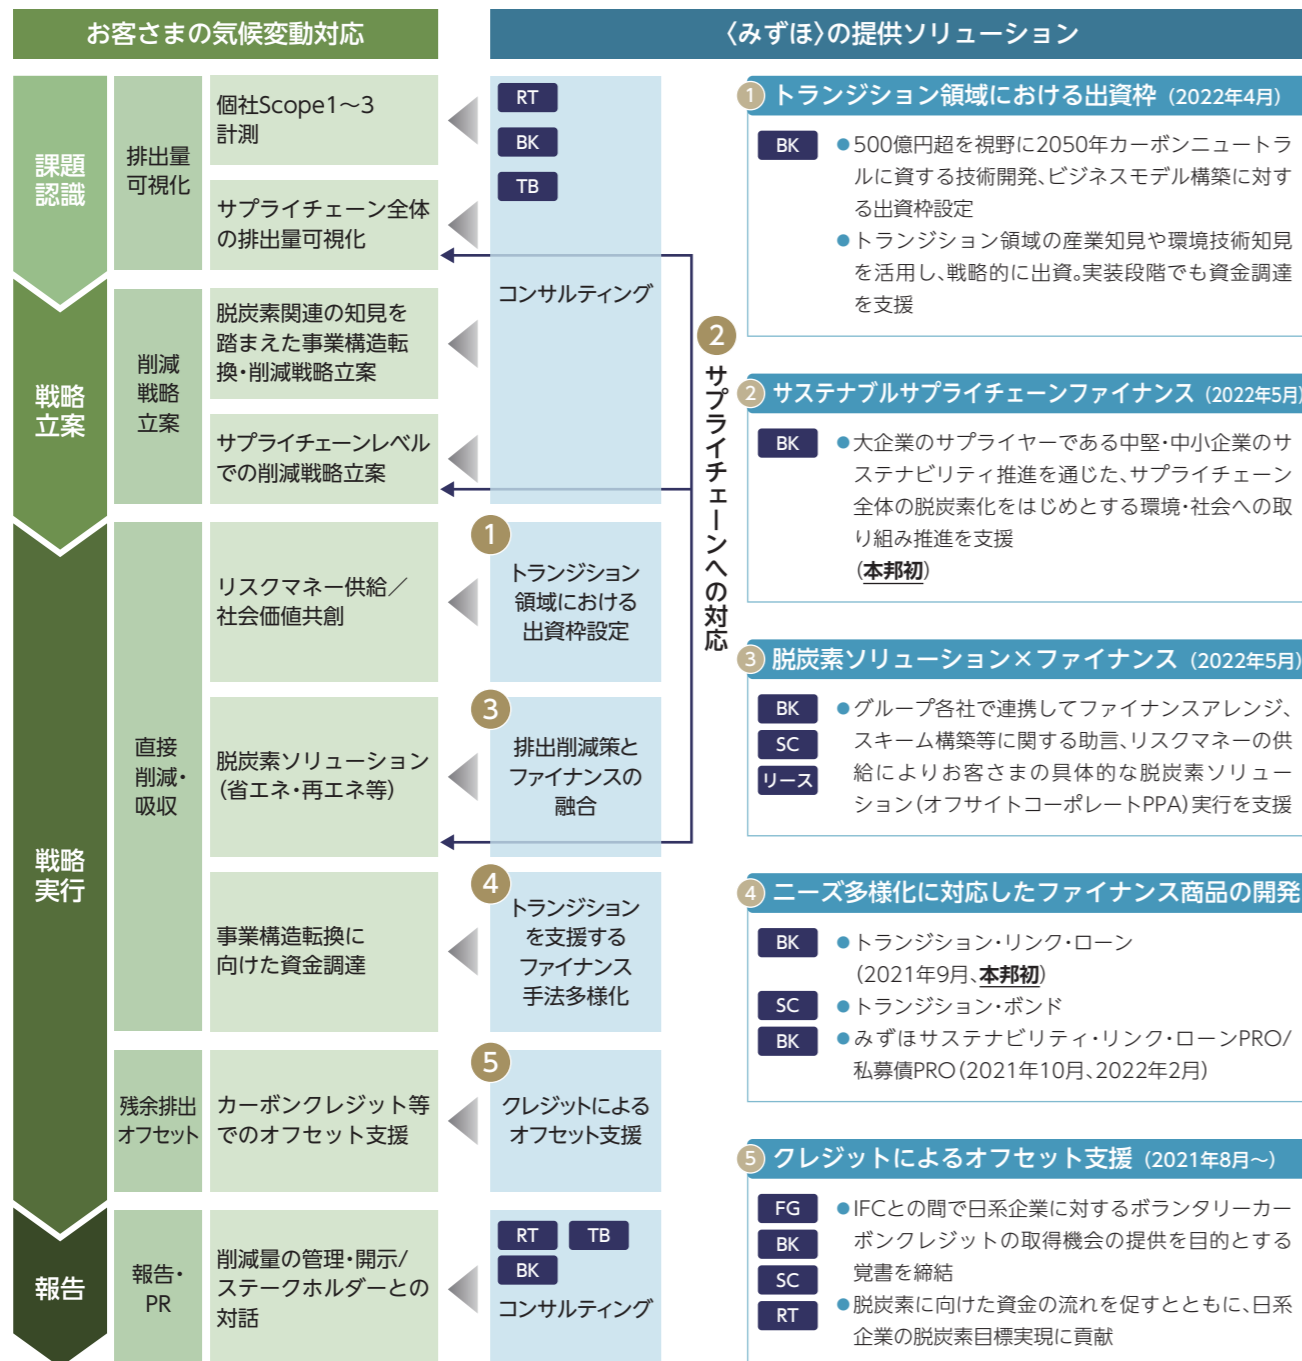 お客さまの気候変動対応
〈みずほ〉の提供ソリューション
課題
認識
排出量
可視化
個社Scope1～3
計測
サプライチェーン全体
の排出量可視化
戦略
立案
削減
戦略
立案
脱炭素関連の知見を
踏まえた事業構造転
換・削減戦略立案
サプライチェーンレベル
での削減戦略立案
戦略
実行
直接
削減・
吸収
リスクマネー供給／
社会価値共創
脱炭素ソリューション
(省エネ・再エネ等)
事業構造転換に
向けた資金調達
残余排出
オフセット
カーボンクレジット等
でのオフセット支援
報告
報告・
PR
削減量の管理・開示/
ステークホルダーとの
対話
RT
BK
TB
コンサルティング
1
トランジション
領域における
出資枠設定
3
排出削減策と
ファイナンスの
融合
4
トランジション
を支援する
ファイナンス
手法多様化
5
クレジットによる
オフセット支援
RT TB
BK
コンサルティング
2
サプライチェーンへの対応
1 トランジション領域における出資枠 (2022年4月)
BK ●500億円超を視野に2050年カーボンニュートラ
ルに資する技術開発、ビジネスモデル構築に対す
る出資枠設定
●トランジション領域の産業知見や環境技術知見
を活用し、戦略的に出資。実装段階でも資金調達
を支援
2 サステナブルサプライチェーンファイナンス (2022年5月)
BK ●大企業のサプライヤーである中堅・中小企業のサ
ステナビリティ推進を通じた、サプライチェーン
全体の脱炭素化をはじめとする環境・社会への取
り組み推進を支援
(本邦初)
3 脱炭素ソリューション×ファイナンス (2022年5月)
BK ●グループ各社で連携してファイナンスアレンジ、
SC スキーム構築等に関する助言、リスクマネーの供
リース 給によりお客さまの具体的な脱炭素ソリュー
ション(オフサイトコーポレートPPA)実行を支援
4 ニーズ多様化に対応したファイナンス商品の開発
BK ●トランジション・リンク・ローン
(2021年9月、本邦初)
SC ●トランジション・ボンド
BK ●みずほサステナビリティ・リンク・ローンPRO/
私募債PRO(2021年10月、2022年2月)
5 クレジットによるオフセット支援 (2021年8月～)
FG ●IFCとの間で日系企業に対するボランタリーカー
BK ボンクレジットの取得機会の提供を目的とする
SC 覚書を締結
RT ●脱炭素に向けた資金の流れを促すとともに、日系
企業の脱炭素目標実現に貢献